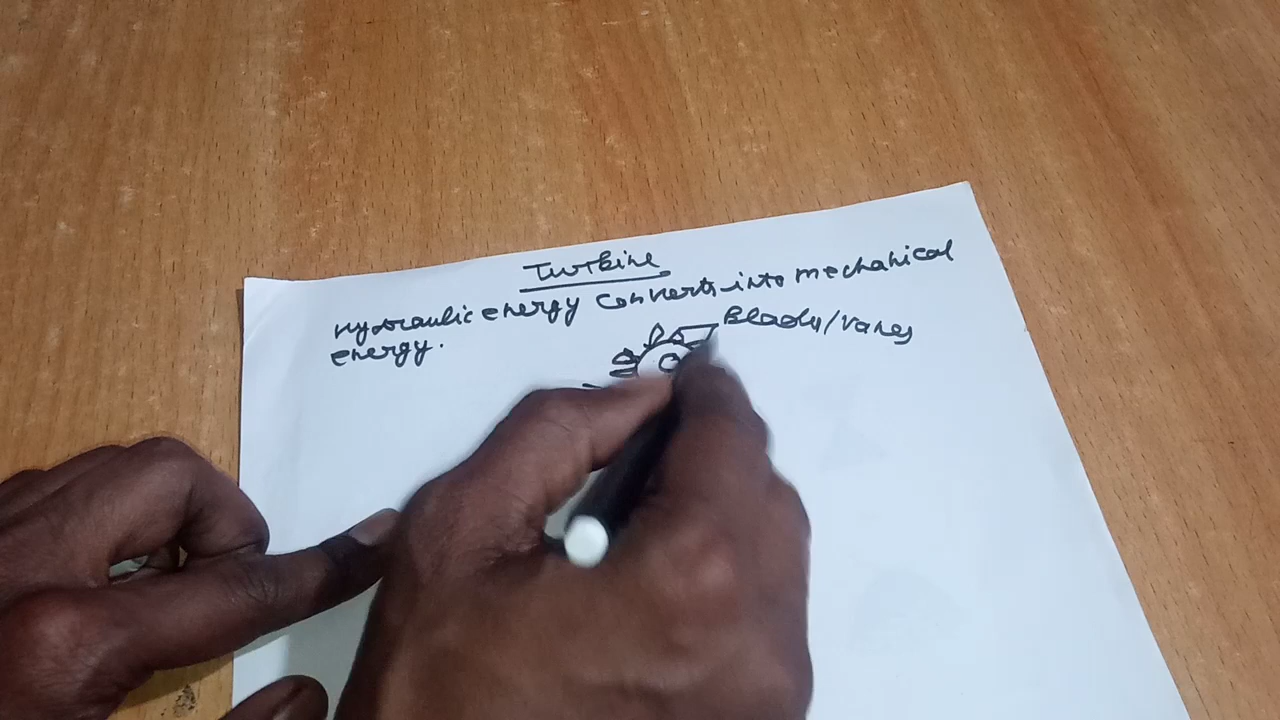 Turbine
Hydraulic energy converts into mechanical
energy.
Blades/Vanes